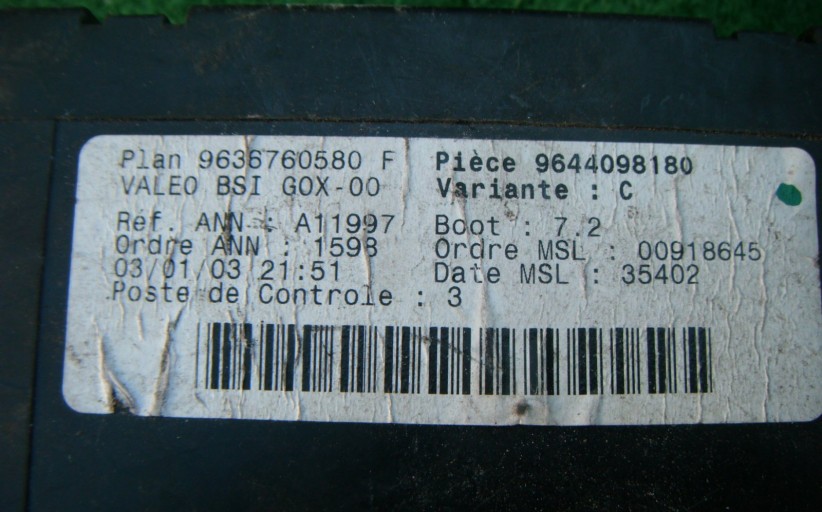 Plan 9636760580 F Pièce 9644098180
VALEO BSI GOX-00 Variante : C
Réf. ANN : A11997 Boot : 7.2
Ordre ANN : 1598 Ordre MSL : 00918645
03/01/03 21:51 Date MSL : 35402
Poste de Controle : 3